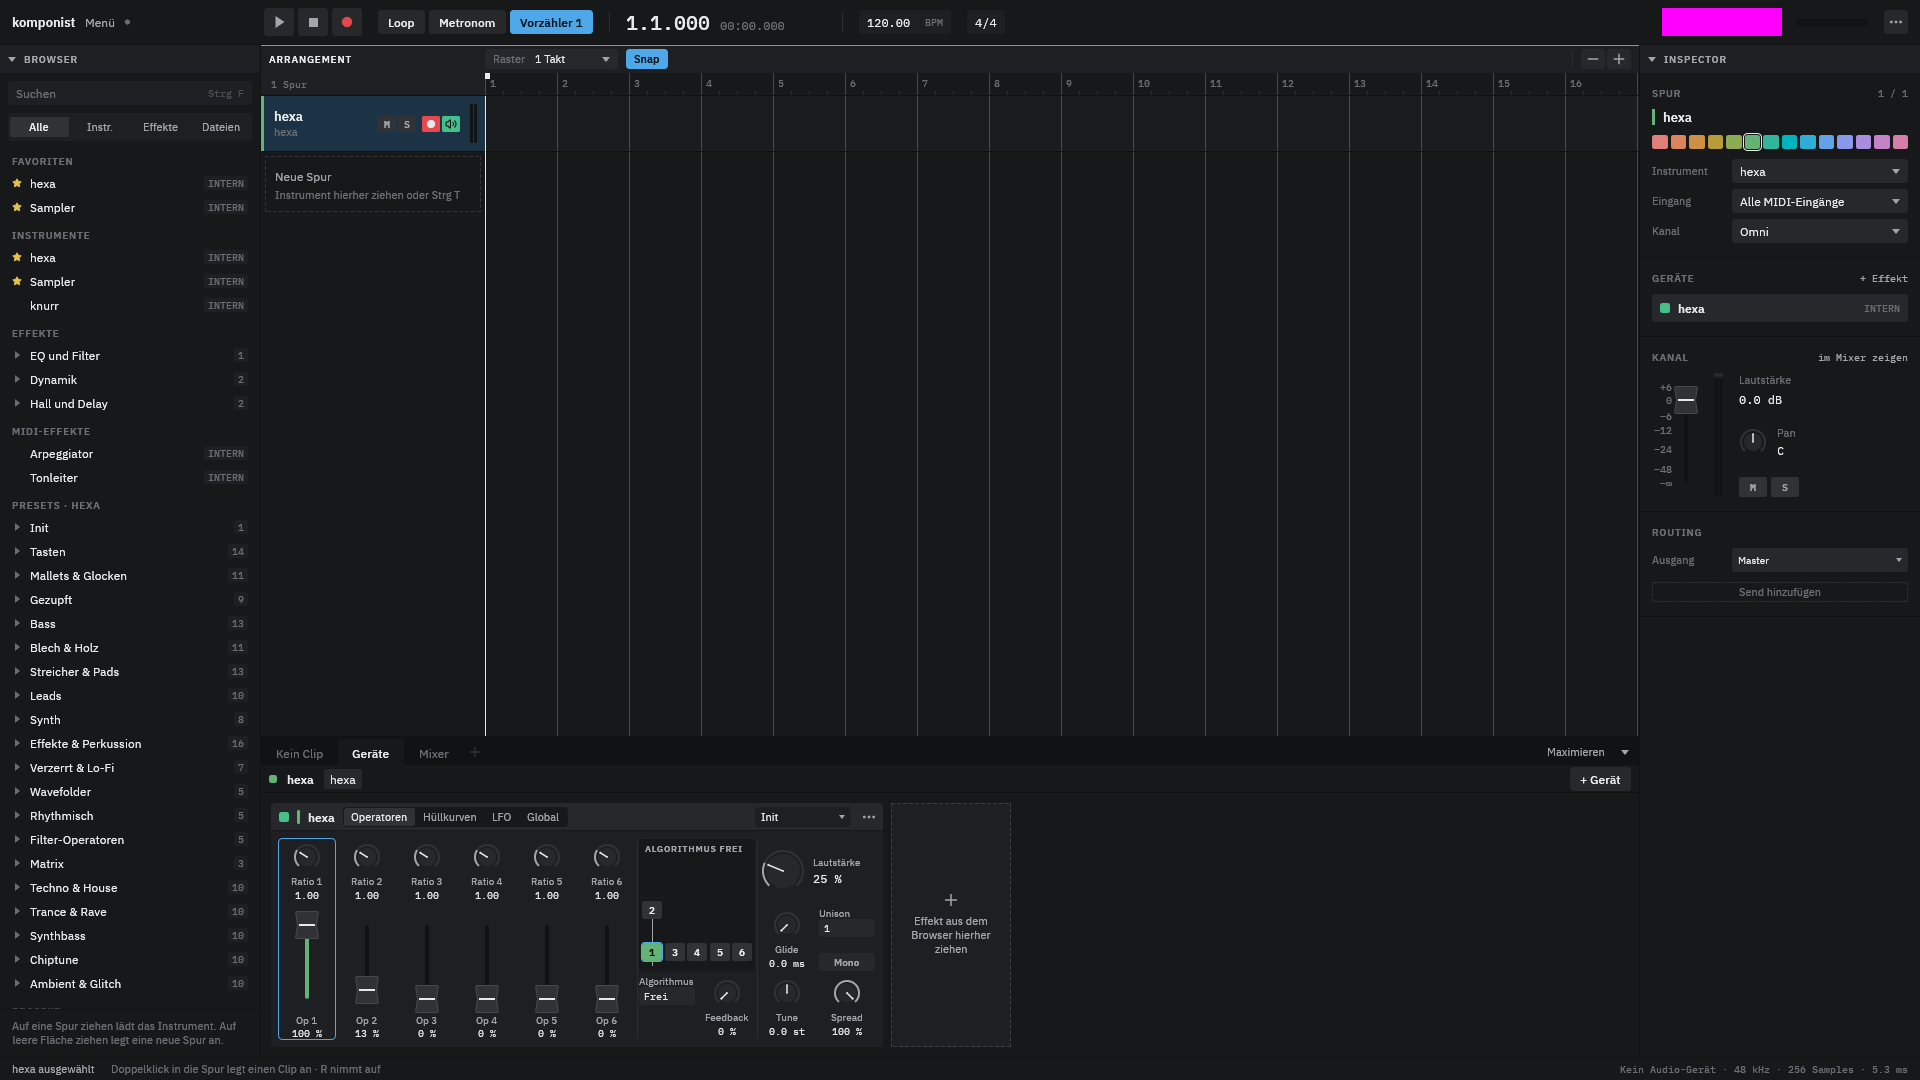 komponist Menü
Loop Metronom Vorzähler 1
1.1.000 00:00.000
120.00 BPM 4/4
BROWSER
Suchen Strg F
Alle Instr. Effekte Dateien
FAVORITEN
hexa INTERN
Sampler INTERN
INSTRUMENTE
hexa INTERN
Sampler INTERN
knurr INTERN
EFFEKTE
EQ und Filter 1
Dynamik 2
Hall und Delay 2
MIDI-EFFEKTE
Arpeggiator INTERN
Tonleiter INTERN
PRESETS · HEXA
Init 1
Tasten 14
Mallets & Glocken 11
Gezupft 9
Bass 13
Blech & Holz 11
Streicher & Pads 13
Leads 10
Synth 8
Effekte & Perkussion 16
Verzerrt & Lo-Fi 7
Wavefolder 5
Rhythmisch 5
Filter-Operatoren 5
Matrix 3
Techno & House 10
Trance & Rave 10
Synthbass 10
Chiptune 10
Ambient & Glitch 10
Auf eine Spur ziehen lädt das Instrument. Auf
leere Fläche ziehen legt eine neue Spur an.
ARRANGEMENT Raster 1 Takt Snap
1 Spur
1 2 3 4 5 6 7 8 9 10 11 12 13 14 15 16
hexa
hexa
M S
Neue Spur
Instrument hierher ziehen oder Strg T
Kein Clip Geräte Mixer
Maximieren
hexa hexa
+ Gerät
hexa Operatoren Hüllkurven LFO Global Init
Ratio 1 Ratio 2 Ratio 3 Ratio 4 Ratio 5 Ratio 6
1.00 1.00 1.00 1.00 1.00 1.00
Op 1 Op 2 Op 3 Op 4 Op 5 Op 6
100 % 13 % 0 % 0 % 0 % 0 %
ALGORITHMUS FREI
2
1 3 4 5 6
Algorithmus
Frei
Feedback
0 %
Lautstärke
25 %
Glide
0.0 ms
Unison
1
Mono
Tune
0.0 st
Spread
100 %
Effekt aus dem
Browser hierher
ziehen
INSPECTOR
SPUR 1 / 1
hexa
Instrument hexa
Eingang Alle MIDI-Eingänge
Kanal Omni
GERÄTE + Effekt
hexa INTERN
KANAL im Mixer zeigen
+6
0
−6
−12
−24
−48
−∞
Lautstärke
0.0 dB
Pan
C
M S
ROUTING
Ausgang Master
Send hinzufügen
hexa ausgewählt Doppelklick in die Spur legt einen Clip an · R nimmt auf
Kein Audio-Gerät · 48 kHz · 256 Samples · 5.3 ms